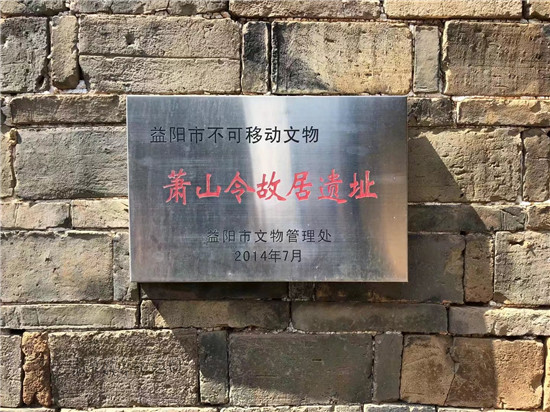 益阳市不可移动文物
萧山令故居遗址
益阳市文物管理处
2014年7月